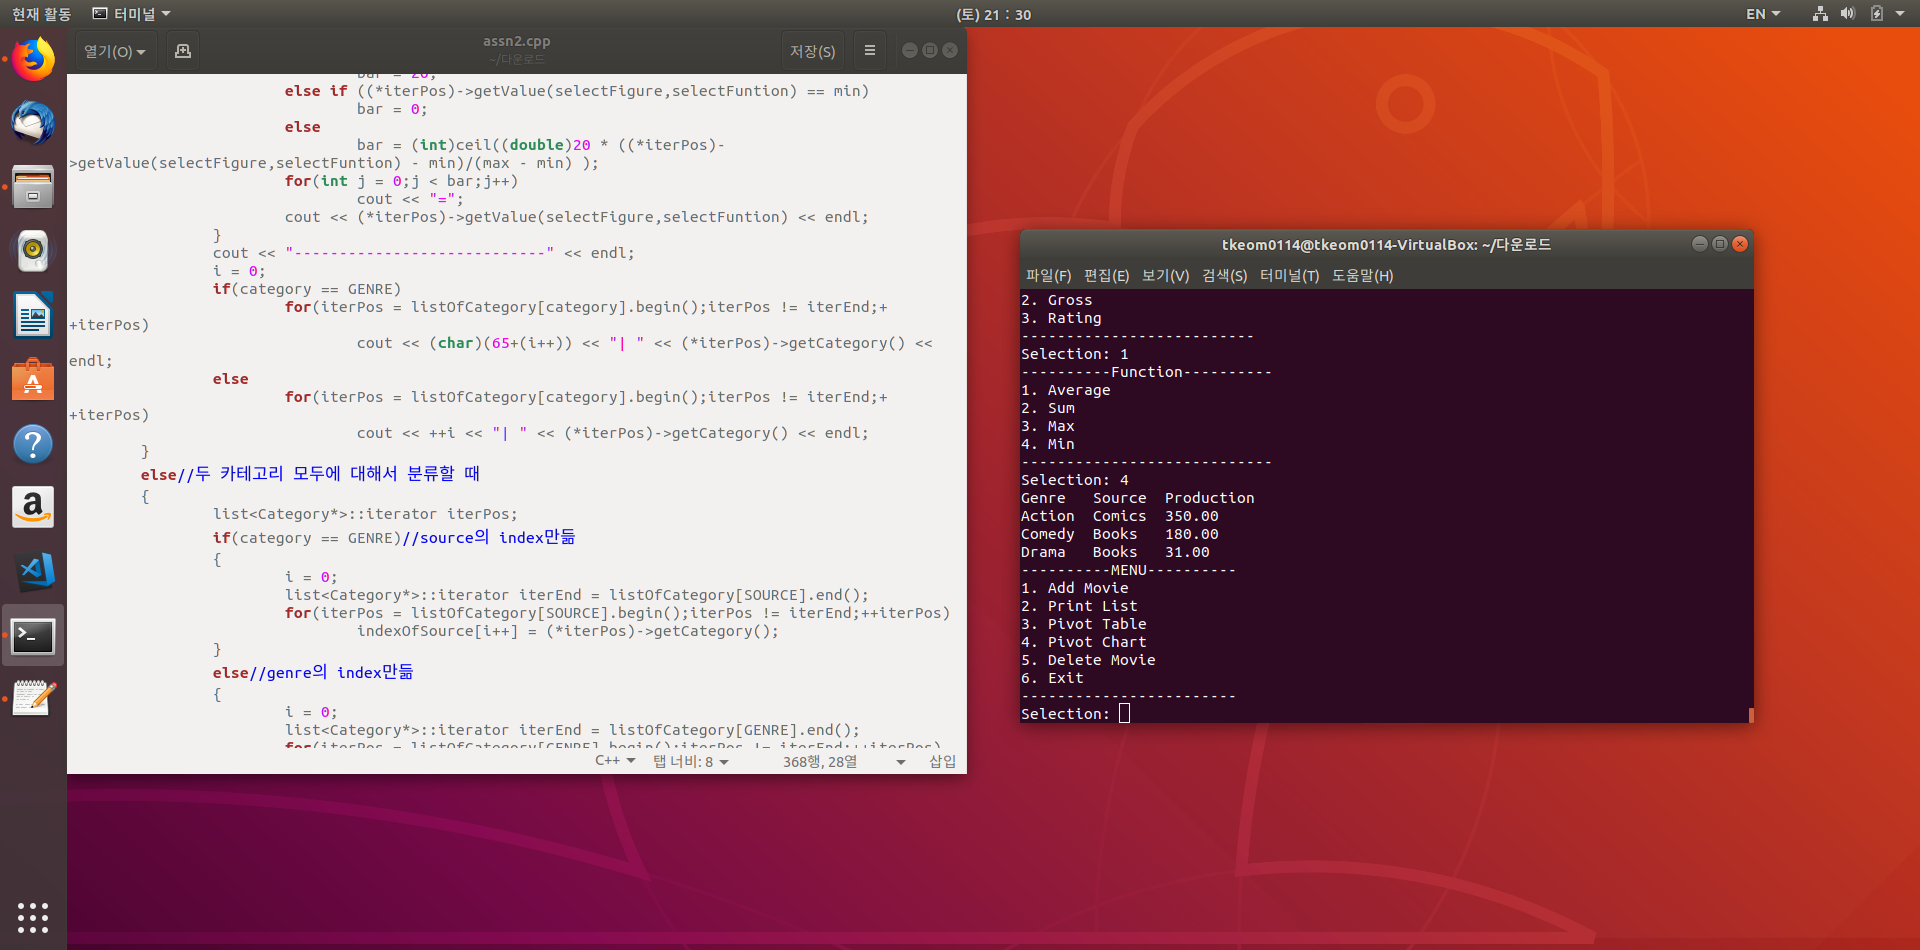 현재 활동
터미널
(토) 21 : 30
EN
열기(O)
assn2.cpp
~/다운로드
저장(S)
bar = 20;
else if ((*iterPos)->getValue(selectFigure,selectFuntion) == min)
bar = 0;
else
bar = (int)ceil((double)20 * ((*iterPos)-
>getValue(selectFigure,selectFuntion) - min)/(max - min) );
for(int j = 0;j < bar;j++)
cout << "=";
cout << (*iterPos)->getValue(selectFigure,selectFuntion) << endl;
}
cout << "----------------------------" << endl;
i = 0;
if(category == GENRE)
for(iterPos = listOfCategory[category].begin();iterPos != iterEnd;+
+iterPos)
cout << (char)(65+(i++)) << "| " << (*iterPos)->getCategory() <<
endl;
else
for(iterPos = listOfCategory[category].begin();iterPos != iterEnd;+
+iterPos)
cout << ++i << "| " << (*iterPos)->getCategory() << endl;
}
else//두 카테고리 모두에 대해서 분류할 때
{
list<Category*>::iterator iterPos;
if(category == GENRE)//source의 index만듦
{
i = 0;
list<Category*>::iterator iterEnd = listOfCategory[SOURCE].end();
for(iterPos = listOfCategory[SOURCE].begin();iterPos != iterEnd;++iterPos)
indexOfSource[i++] = (*iterPos)->getCategory();
}
else//genre의 index만듦
{
i = 0;
list<Category*>::iterator iterEnd = listOfCategory[GENRE].end();
for(iterPos = listOfCategory[GENRE].begin();iterPos != iterEnd;++iterPos)
C++
탭 너비: 8
368행, 28열
삽입
tkeom0114@tkeom0114-VirtualBox: ~/다운로드
파일(F) 편집(E) 보기(V) 검색(S) 터미널(T) 도움말(H)
2. Gross
3. Rating
--------------------------
Selection: 1
----------Function----------
1. Average
2. Sum
3. Max
4. Min
----------------------------
Selection: 4
Genre Source Production
Action Comics 350.00
Comedy Books 180.00
Drama Books 31.00
----------MENU----------
1. Add Movie
2. Print List
3. Pivot Table
4. Pivot Chart
5. Delete Movie
6. Exit
------------------------
Selection: